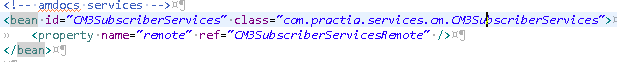 <!-- amdocs services -->
<bean id="CM3SubscriberServices" class="com.practia.services.cm.CM3SubscriberServices">
<property name="remote" ref="CM3SubscriberServicesRemote" />
</bean>